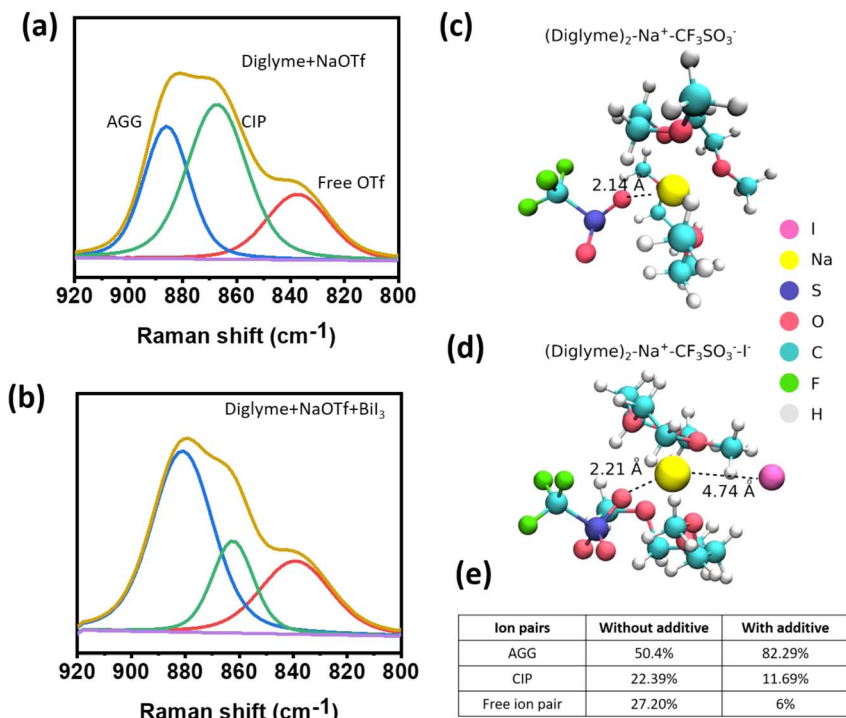 (a)
Diglyme+NaOTf
AGG
CIP
Free OTf
920 900 880 860 840 820 800
Raman shift (cm-1)
(b)
Diglyme+NaOTf+BiI3
920 900 880 860 840 820 800
Raman shift (cm-1)
(c)
(Diglyme)2-Na+-CF3SO3-
2.14 Å
I
Na
S
O
C
F
H
(d)
(Diglyme)2-Na+-CF3SO3--I-
2.21 Å
4.74 Å
(e)
Ion pairs Without additive With additive
AGG 50.4% 82.29%
CIP 22.39% 11.69%
Free ion pair 27.20% 6%